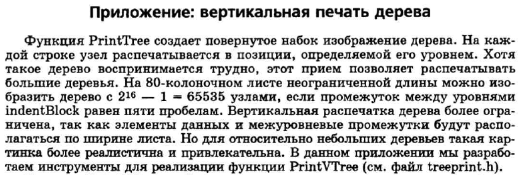 Приложение: вертикальная печать дерева
Функция PrintTree создает повернутое набок изображение дерева. На каж-
дой строке узел распечатывается в позиции, определяемой его уровнем. Хотя
такое дерево воспринимается трудно, этот прием позволяет распечатывать
большие деревья. На 80-колоночном листе неограниченной длины можно изо-
бразить дерево с 2¹⁶ — 1 = 65535 узлами, если промежуток между уровнями
indentBlock равен пяти пробелам. Вертикальная распечатка дерева более огра-
ничена, так как элементы данных и межуровневые промежутки будут распо-
лагаться по ширине листа. Но для относительно небольших деревьев такая кар-
тинка более реалистична и привлекательна. В данном приложении мы разрабо-
таем инструменты для реализации функции PrintVTree (см. файл treeprint.h).